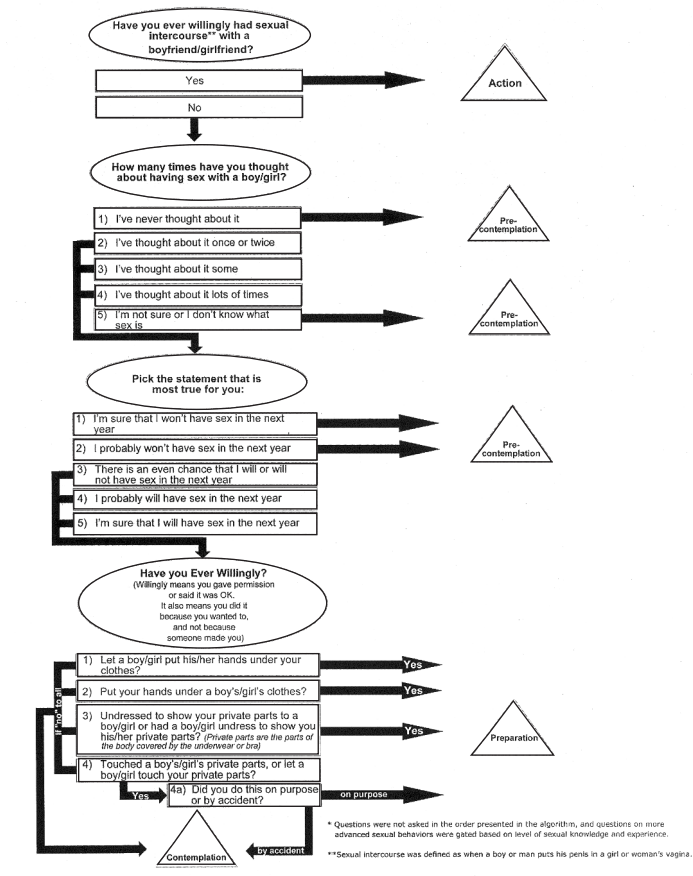 Have you ever willingly had sexual
intercourse** with a
boyfriend/girlfriend?
Yes
Action
No
How many times have you thought
about having sex with a boy/girl?
1) I've never thought about it
Pre-
contemplation
2) I've thought about it once or twice
3) I've thought about it some
4) I've thought about it lots of times
5) I'm not sure or I don't know what
sex is
Pre-
contemplation
Pick the statement that is
most true for you:
1) I'm sure that I won't have sex in the next
year
2) I probably won't have sex in the next year
Pre-
contemplation
3) There is an even chance that I will or will
not have sex in the next year
4) I probably will have sex in the next year
5) I'm sure that I will have sex in the next year
Have you Ever Willingly?
(Willingly means you gave permission
or said it was OK.
It also means you did it
because you wanted to,
and not because
someone made you)
1) Let a boy/girl put his/her hands under your
clothes?
Yes
2) Put your hands under a boy's/girl's clothes?
Yes
If "no" to all
3) Undressed to show your private parts to a
boy/girl or had a boy/girl undress to show you
his/her private parts? (Private parts are the parts of
the body covered by the underwear or bra)
Yes
Preparation
4) Touched a boy's/girl's private parts, or let a
boy/girl touch your private parts?
Yes
4a) Did you do this on purpose
or by accident?
on purpose
by accident
Contemplation
* Questions were not asked in the order presented in the algorithm, and questions on more
advanced sexual behaviors were gated based on level of sexual knowledge and experience.
**Sexual intercourse was defined as when a boy or man puts his penis in a girl or woman's vagina.